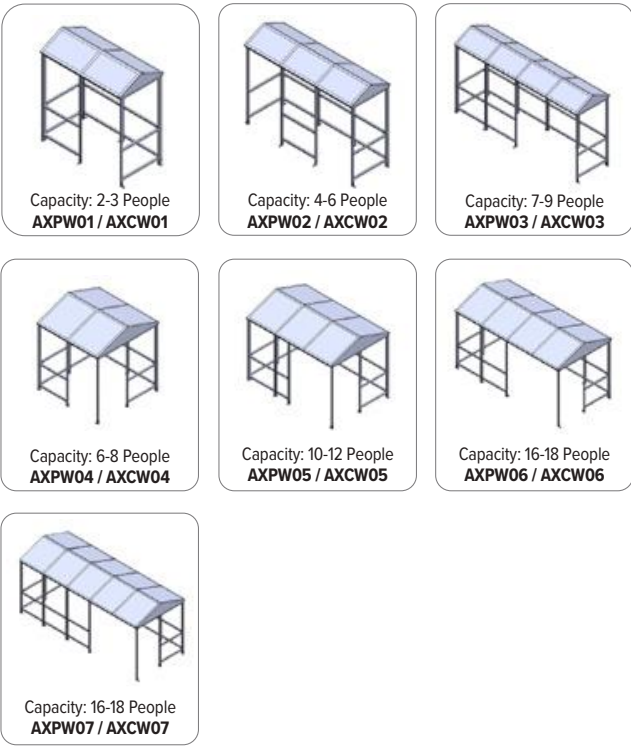 Capacity: 2-3 People
AXPW01 / AXCW01
Capacity: 4-6 People
AXPW02 / AXCW02
Capacity: 7-9 People
AXPW03 / AXCW03
Capacity: 6-8 People
AXPW04 / AXCW04
Capacity: 10-12 People
AXPW05 / AXCW05
Capacity: 16-18 People
AXPW06 / AXCW06
Capacity: 16-18 People
AXPW07 / AXCW07